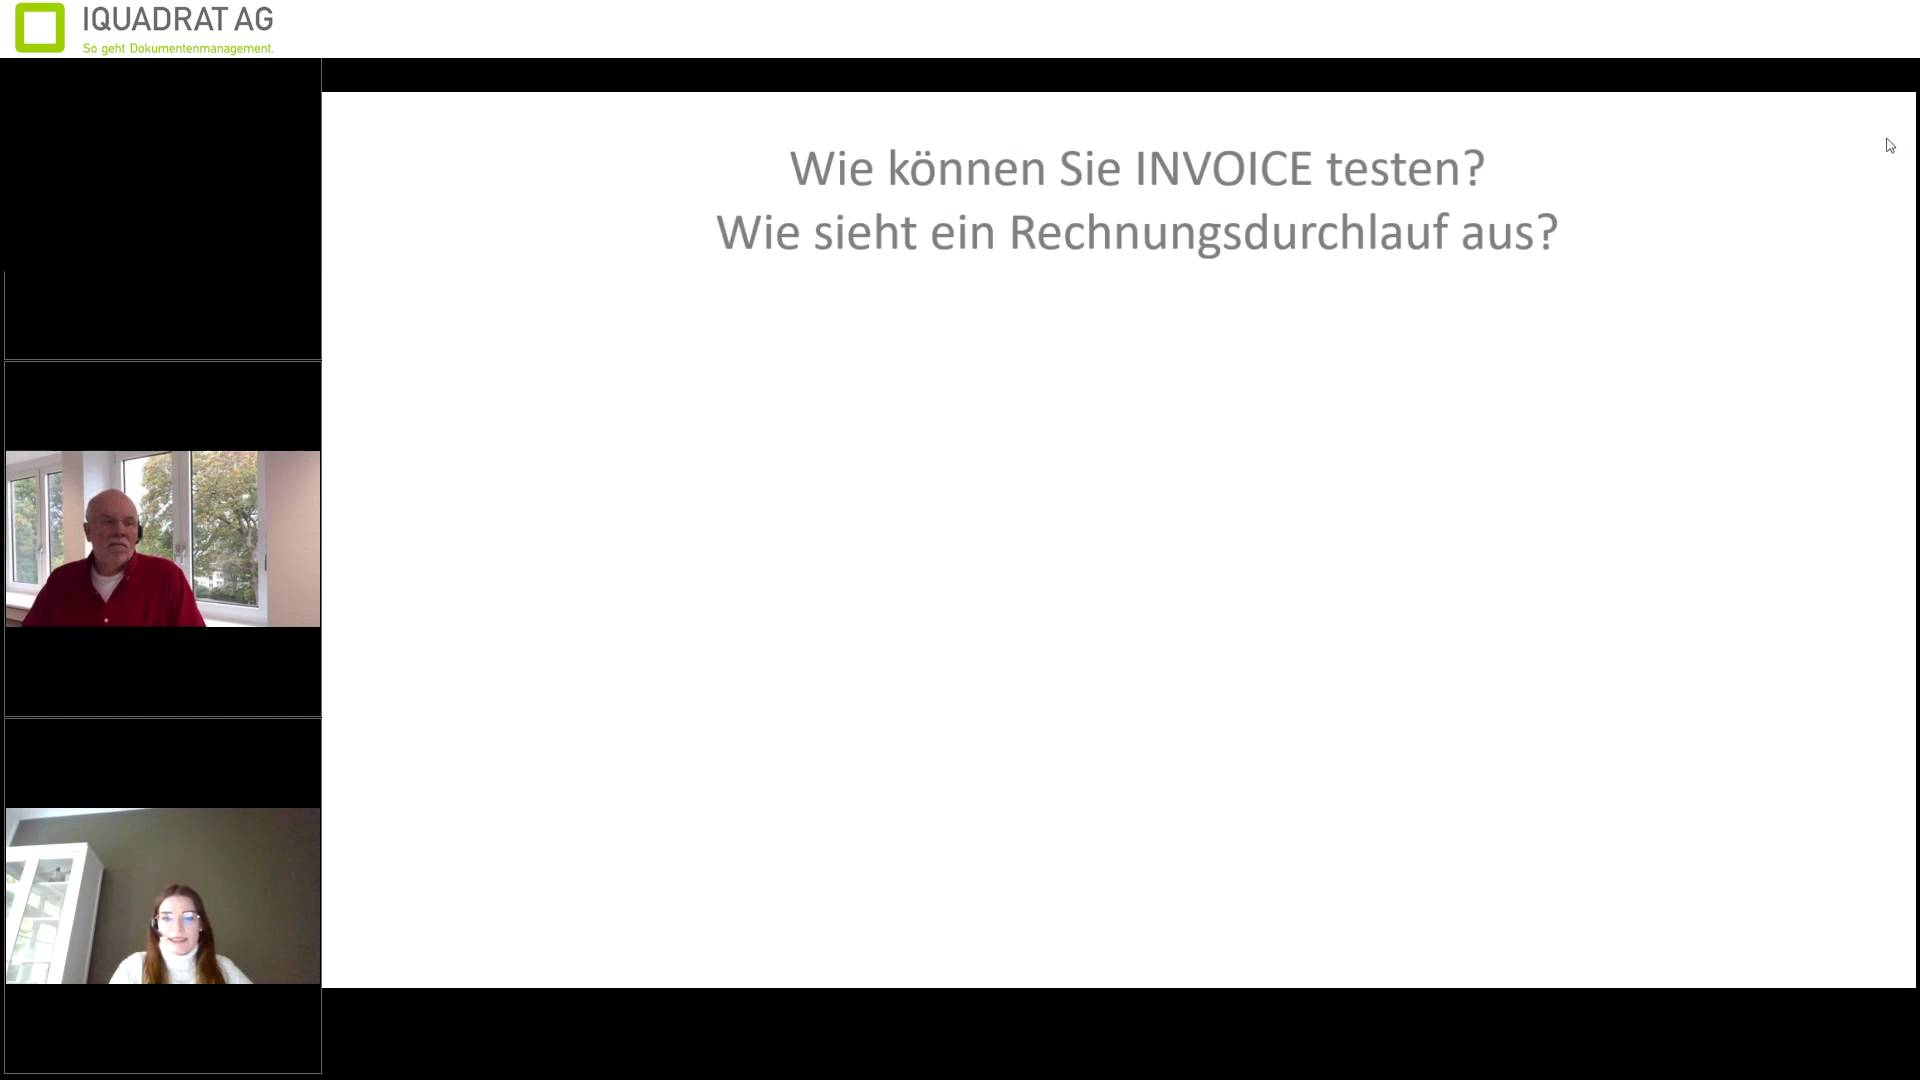 IQUADRAT AG
So geht Dokumentenmanagement.
Wie können Sie INVOICE testen?
Wie sieht ein Rechnungsdurchlauf aus?